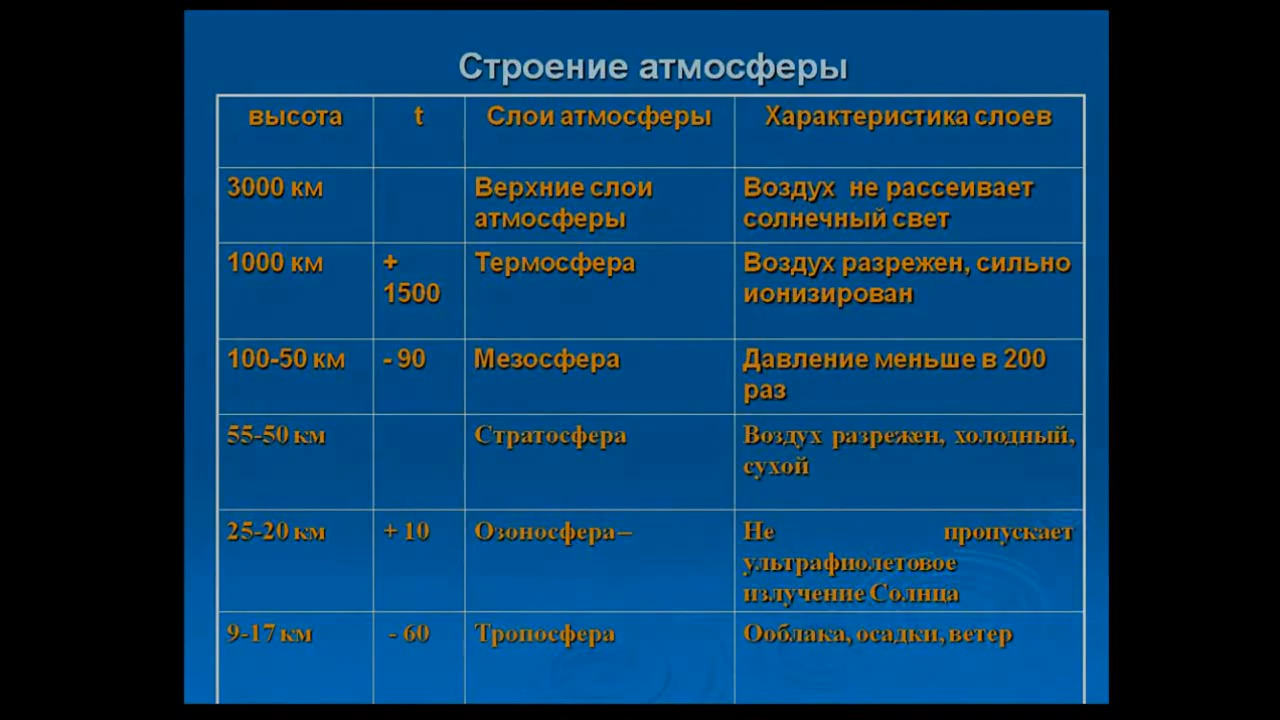 Строение атмосферы
высота t Слои атмосферы Характеристика слоев
3000 км Верхние слои Воздух не рассеивает
атмосферы солнечный свет
1000 км + Термосфера Воздух разрежен, сильно
1500 ионизирован
100-50 км - 90 Мезосфера Давление меньше в 200
раз
55-50 км Стратосфера Воздух разрежен, холодный,
сухой
25-20 км + 10 Озоносфера – Не пропускает
ультрафиолетовое
излучение Солнца
9-17 км - 60 Тропосфера Ооблака, осадки, ветер